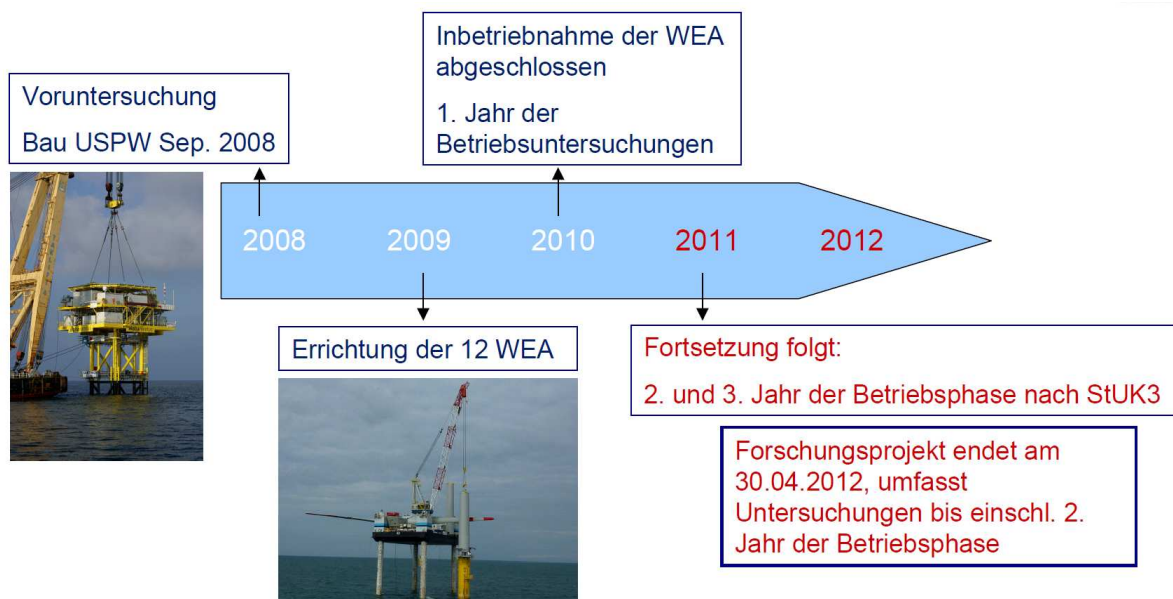 Inbetriebnahme der WEA
abgeschlossen
1. Jahr der
Betriebsuntersuchungen
Voruntersuchung
Bau USPW Sep. 2008
2008
2009
2010
2011
2012
Errichtung der 12 WEA
Fortsetzung folgt:
2. und 3. Jahr der Betriebsphase nach StUK3
Forschungsprojekt endet am
30.04.2012, umfasst
Untersuchungen bis einschl. 2.
Jahr der Betriebsphase